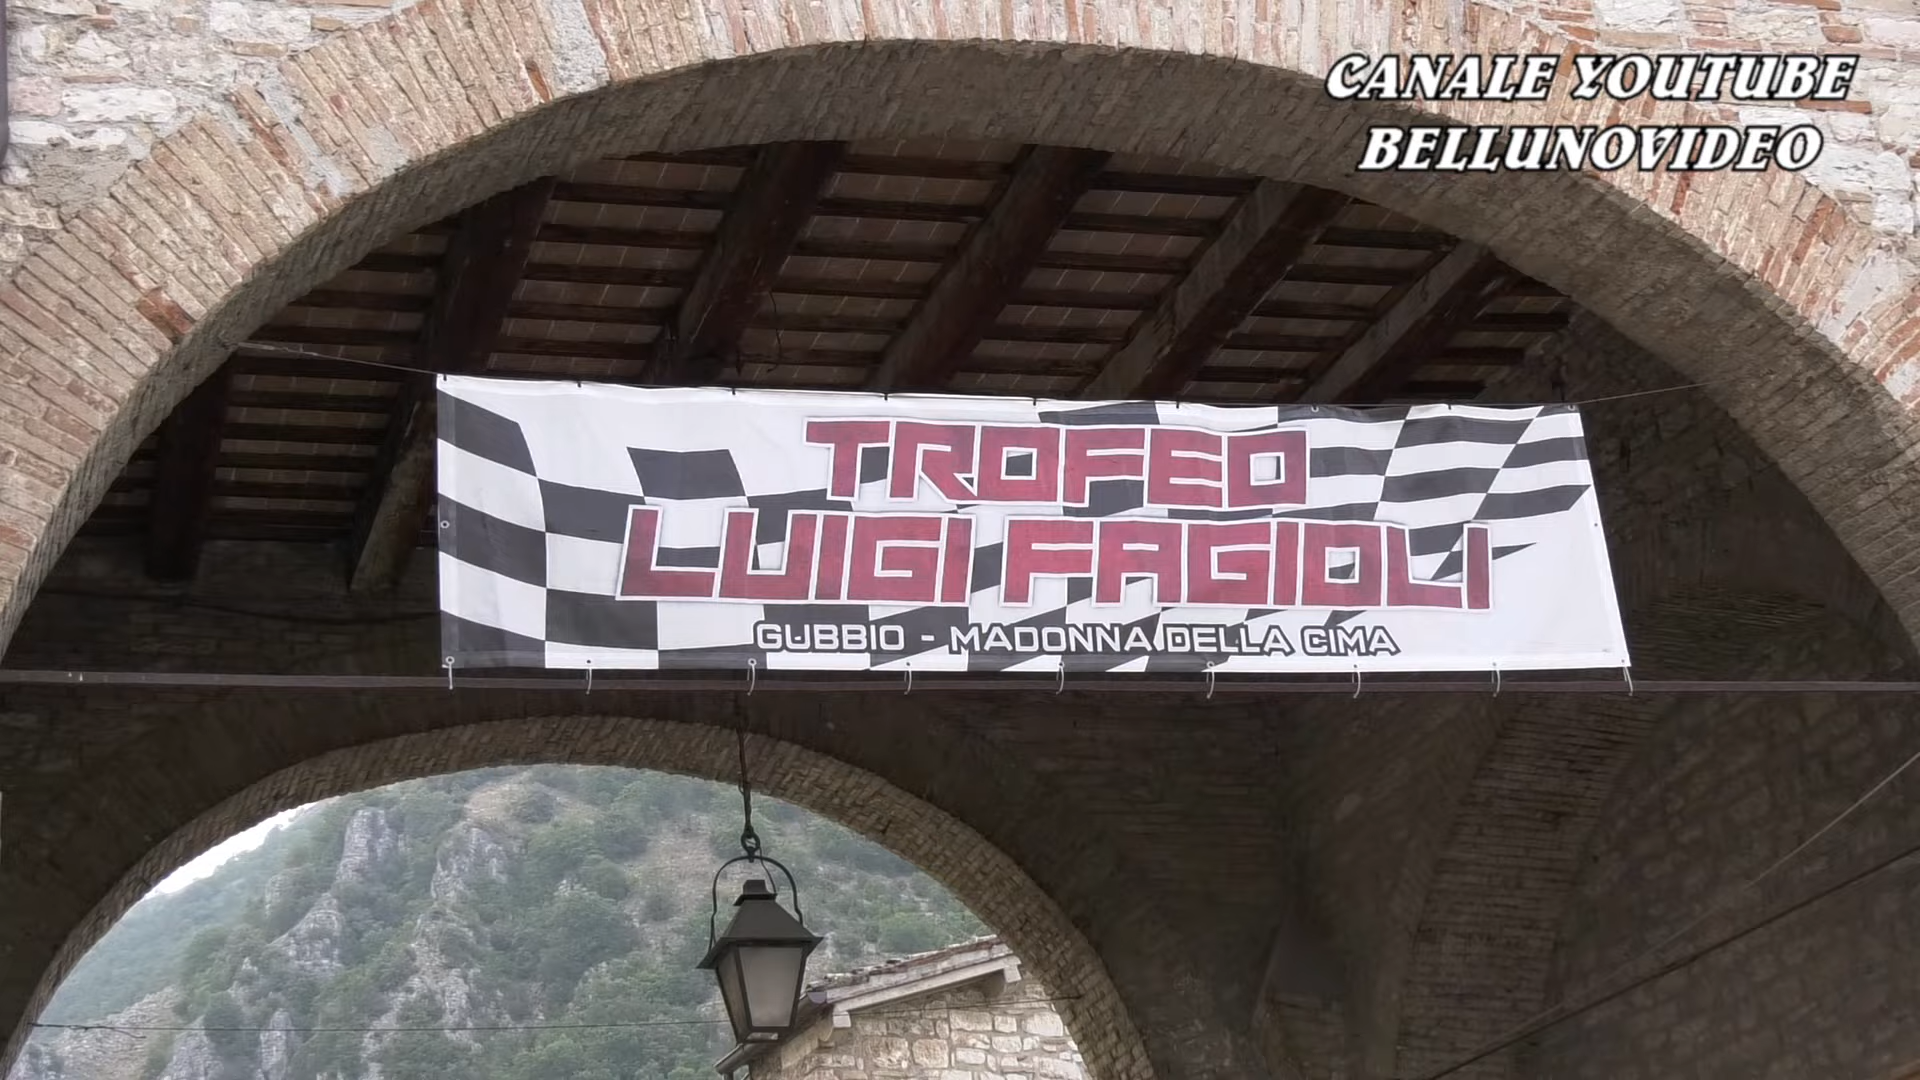 CANALE YOUTUBE
BELLUNOVIDEO
TROFEO
LUIGI FAGIOLI
GUBBIO - MADONNA DELLA CIMA